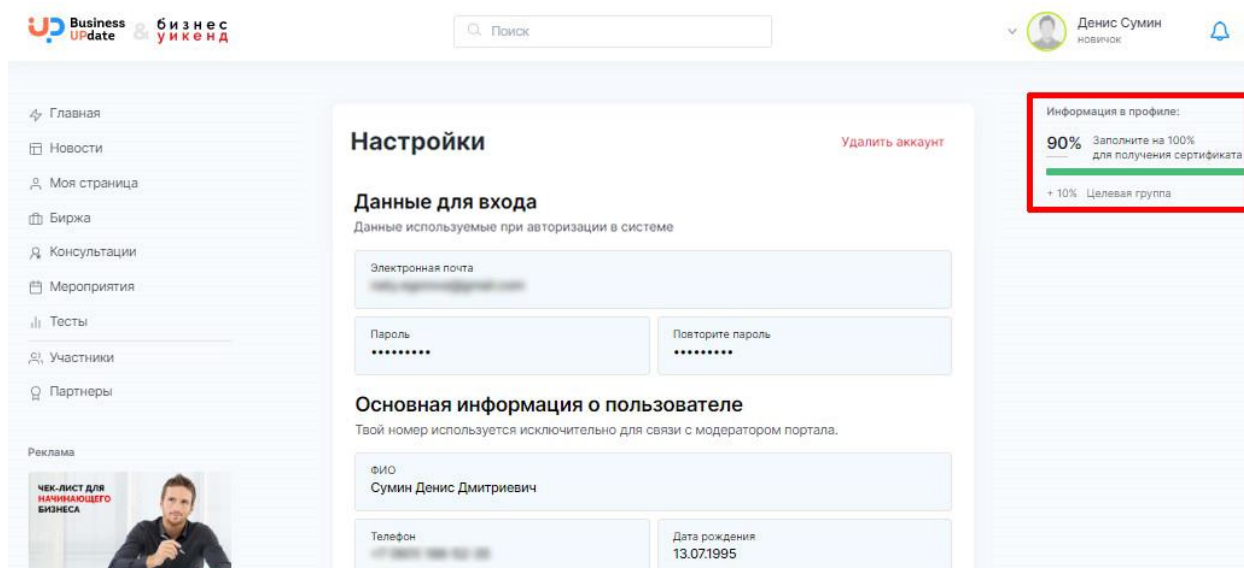 Business UPdate & бизнес уикенд
Поиск
Денис Сумин
новичок
Главная
Новости
Моя страница
Биржа
Консультации
Мероприятия
Тесты
Участники
Партнеры
Реклама
ЧЕК-ЛИСТ ДЛЯ
НАЧИНАЮЩЕГО
БИЗНЕСА
Настройки
Удалить аккаунт
Данные для входа
Данные используемые при авторизации в системе
Электронная почта
Пароль
•••••••••
Повторите пароль
•••••••••
Основная информация о пользователе
Твой номер используется исключительно для связи с модератором портала.
ФИО
Сумин Денис Дмитриевич
Телефон
Дата рождения
13.07.1995
Информация в профиле:
90% Заполните на 100%
для получения сертификата
+ 10% Целевая группа